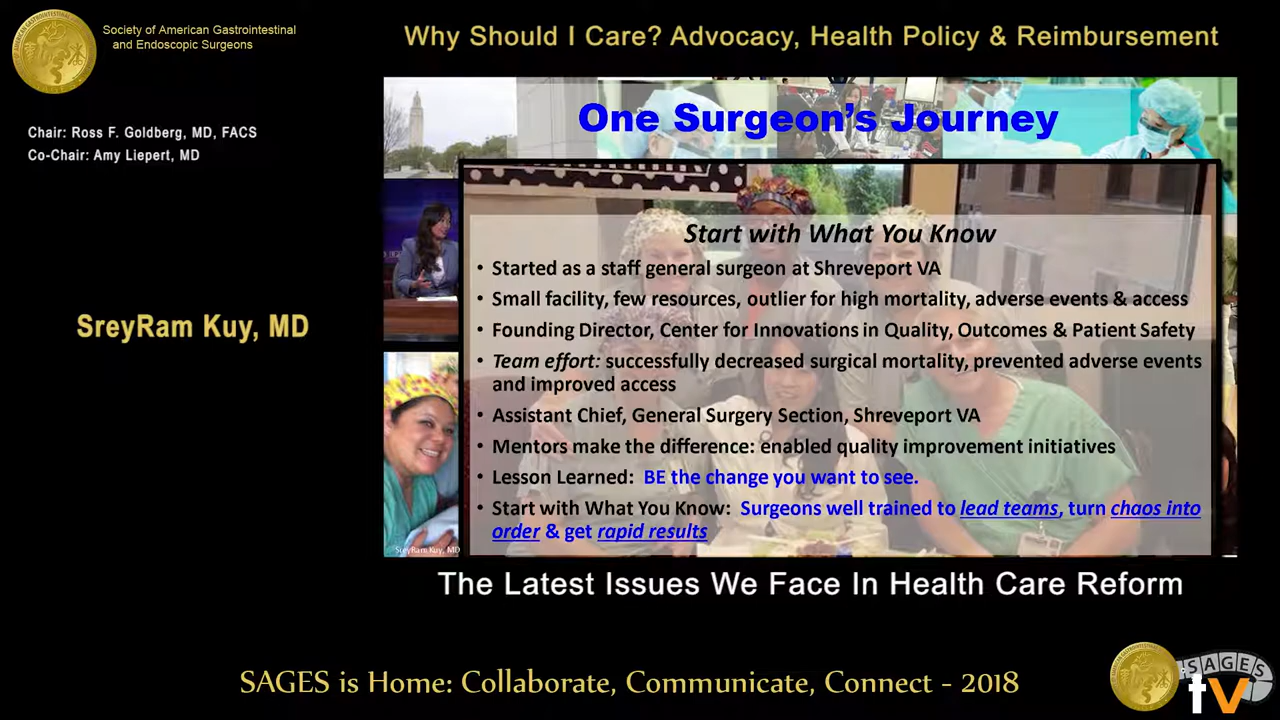 Society of American Gastrointestinal
and Endoscopic Surgeons
Why Should I Care? Advocacy, Health Policy & Reimbursement
Chair: Ross F. Goldberg, MD, FACS
Co-Chair: Amy Liepert, MD
SreyRam Kuy, MD
One Surgeon's Journey
Start with What You Know
• Started as a staff general surgeon at Shreveport VA
• Small facility, few resources, outlier for high mortality, adverse events & access
• Founding Director, Center for Innovations in Quality, Outcomes & Patient Safety
• Team effort: successfully decreased surgical mortality, prevented adverse events
and improved access
• Assistant Chief, General Surgery Section, Shreveport VA
• Mentors make the difference: enabled quality improvement initiatives
• Lesson Learned: BE the change you want to see.
• Start with What You Know: Surgeons well trained to lead teams, turn chaos into
order & get rapid results
SreyRam Kuy, MD
The Latest Issues We Face In Health Care Reform
SAGES is Home: Collaborate, Communicate, Connect - 2018
SAGES
tv